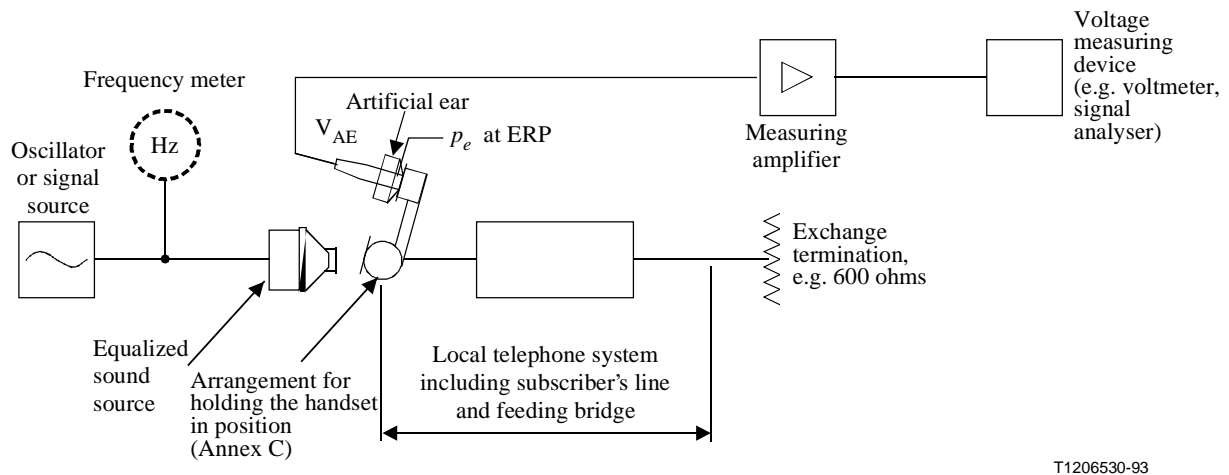 Frequency meter
Hz
Oscillator
or signal
source
Artificial ear
V_AE
p_e at ERP
Measuring
amplifier
Voltage
measuring
device
(e.g. voltmeter,
signal
analyser)
Exchange
termination,
e.g. 600 ohms
Equalized
sound
source
Arrangement for
holding the handset
in position
(Annex C)
Local telephone system
including subscriber's line
and feeding bridge
T1206530-93